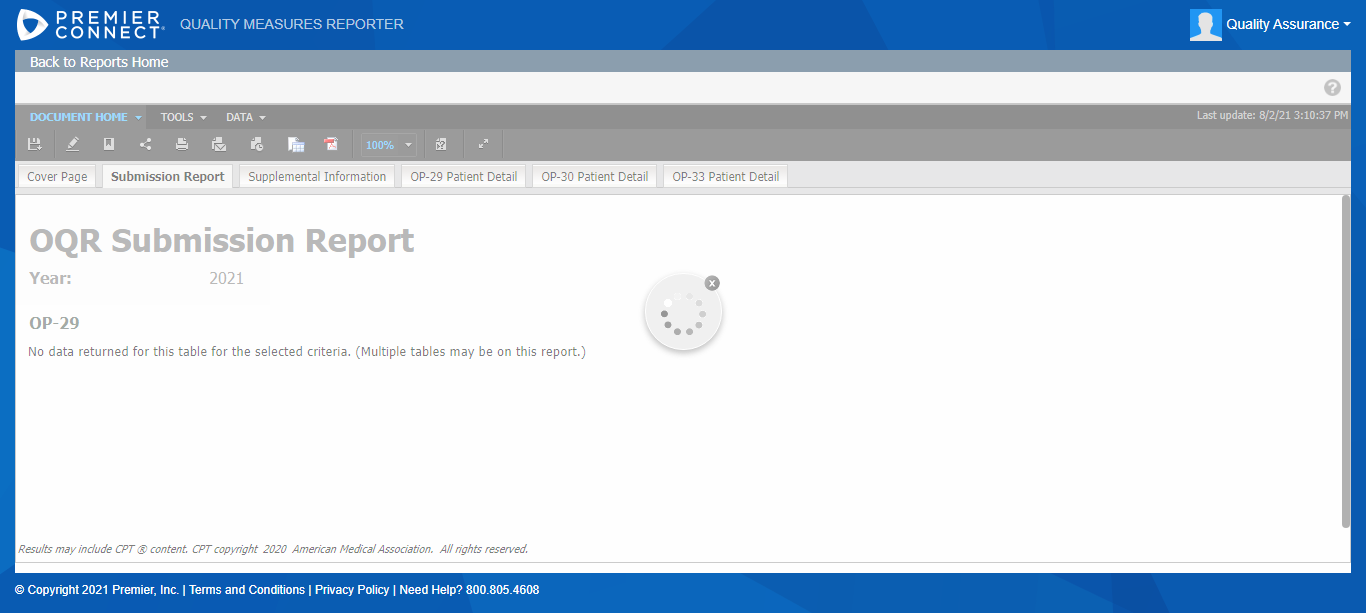 PREMIER
CONNECT®
QUALITY MEASURES REPORTER
Quality Assurance
Back to Reports Home
?
DOCUMENT HOME TOOLS DATA
Last update: 8/2/21 3:10:37 PM
100%
Cover Page Submission Report Supplemental Information OP-29 Patient Detail OP-30 Patient Detail OP-33 Patient Detail
OQR Submission Report
Year: 2021
x
OP-29
No data returned for this table for the selected criteria. (Multiple tables may be on this report.)
Results may include CPT ® content. CPT copyright 2020 American Medical Association. All rights reserved.
© Copyright 2021 Premier, Inc. | Terms and Conditions | Privacy Policy | Need Help? 800.805.4608